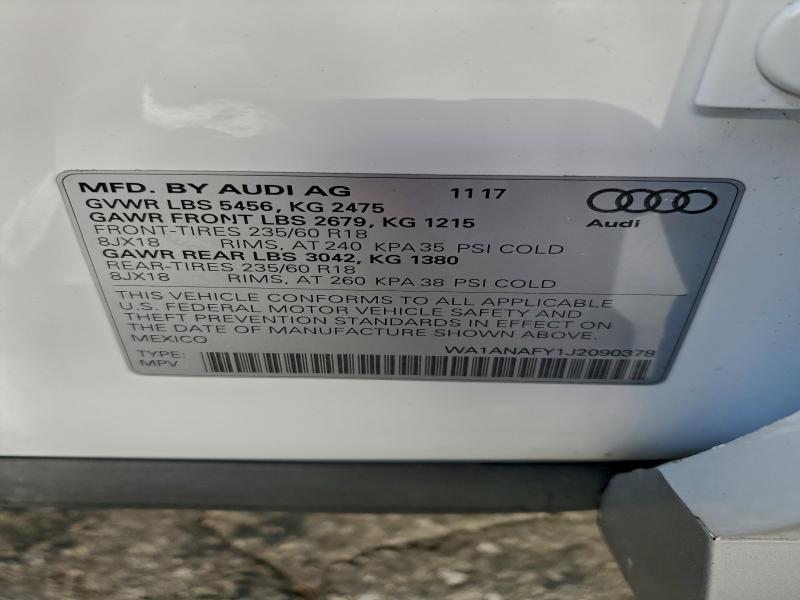 MFD. BY AUDI AG 11 17
GVWR LBS 5456, KG 2475
GAWR FRONT LBS 2679, KG 1215
FRONT-TIRES 235/60 R18
8JX18 RIMS, AT 240 KPA 35 PSI COLD
GAWR REAR LBS 3042, KG 1380
REAR-TIRES 235/60 R18
8JX18 RIMS, AT 260 KPA 38 PSI COLD
Audi
THIS VEHICLE CONFORMS TO ALL APPLICABLE
U.S. FEDERAL MOTOR VEHICLE SAFETY AND
THEFT PREVENTION STANDARDS IN EFFECT ON
THE DATE OF MANUFACTURE SHOWN ABOVE.
MEXICO
WA1ANAFY1J2090378
TYPE:
MPV